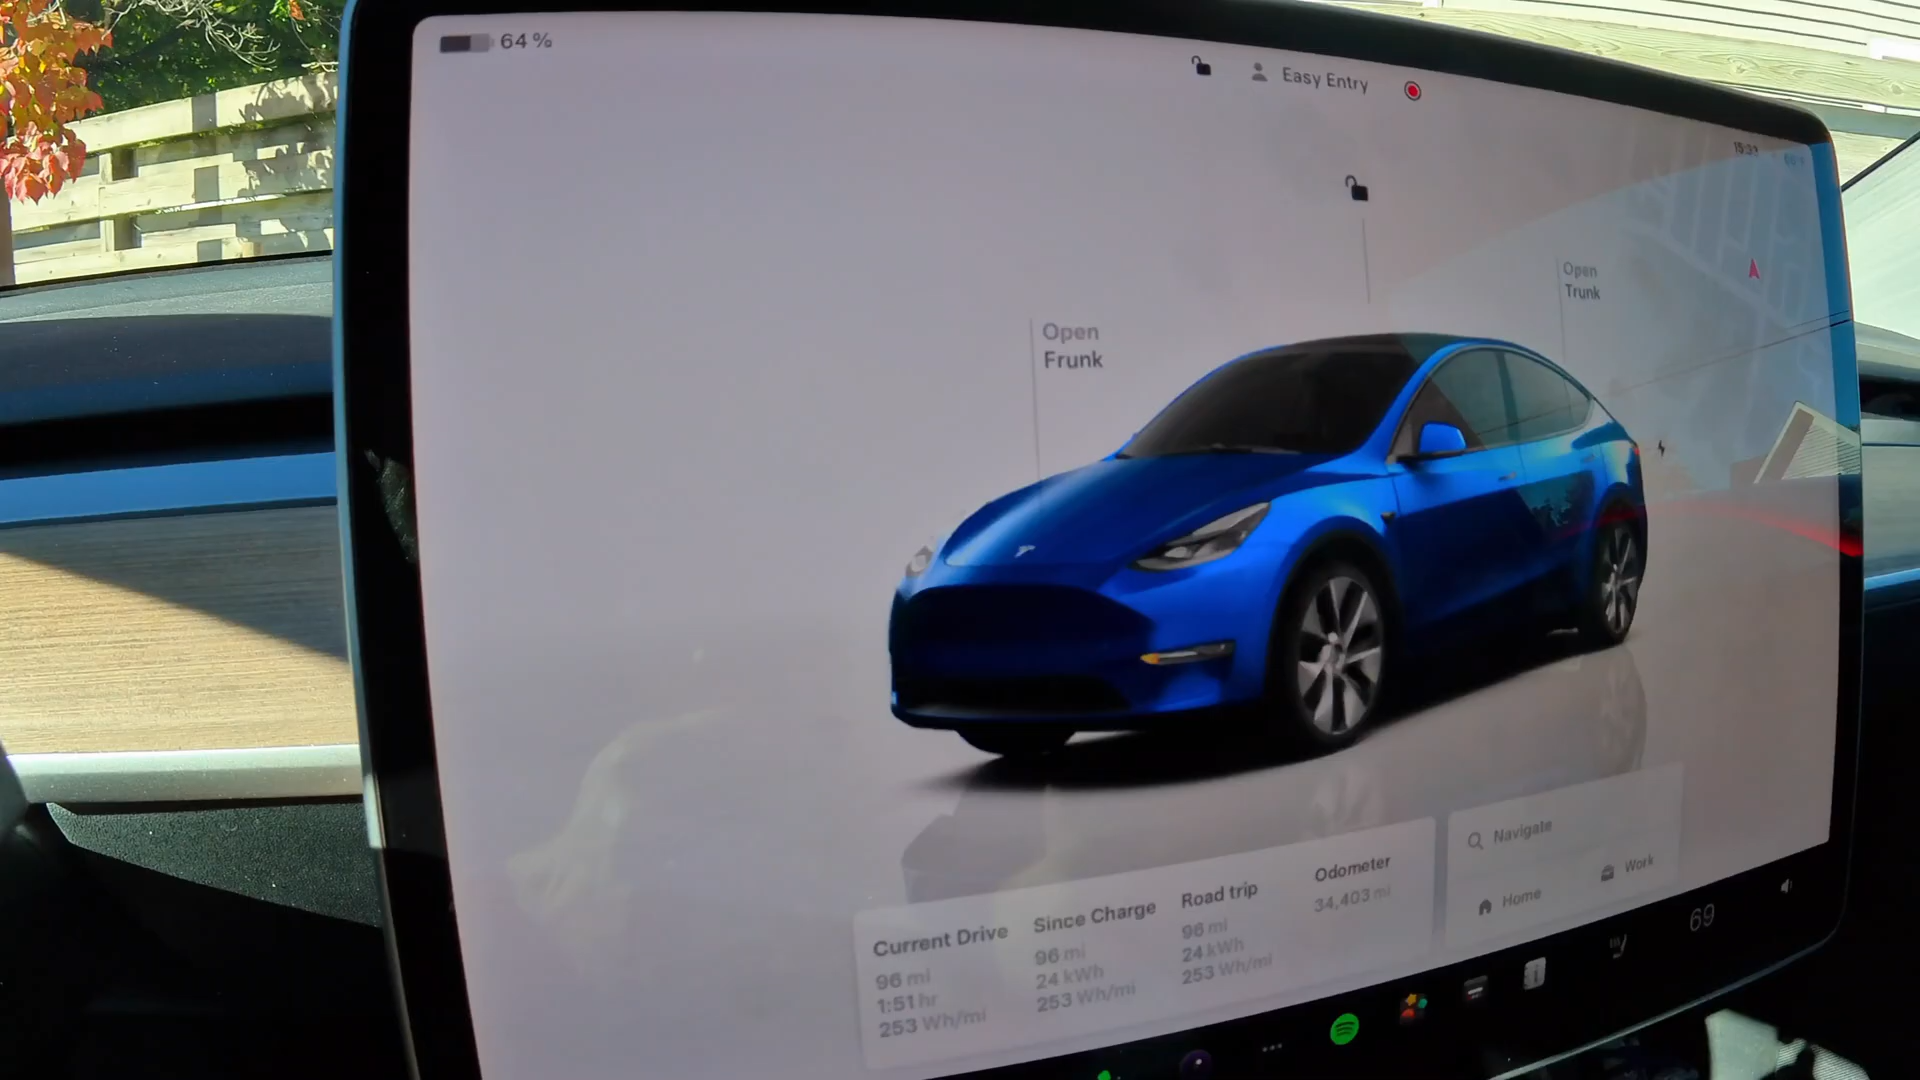 64 %
Easy Entry
Open
Trunk
Open
Frunk
Navigate
Home
Work
Current Drive
96 mi
1:51 hr
253 Wh/mi
Since Charge
96 mi
24 kWh
253 Wh/mi
Road trip
96 mi
24 kWh
253 Wh/mi
Odometer
34,403 mi
69